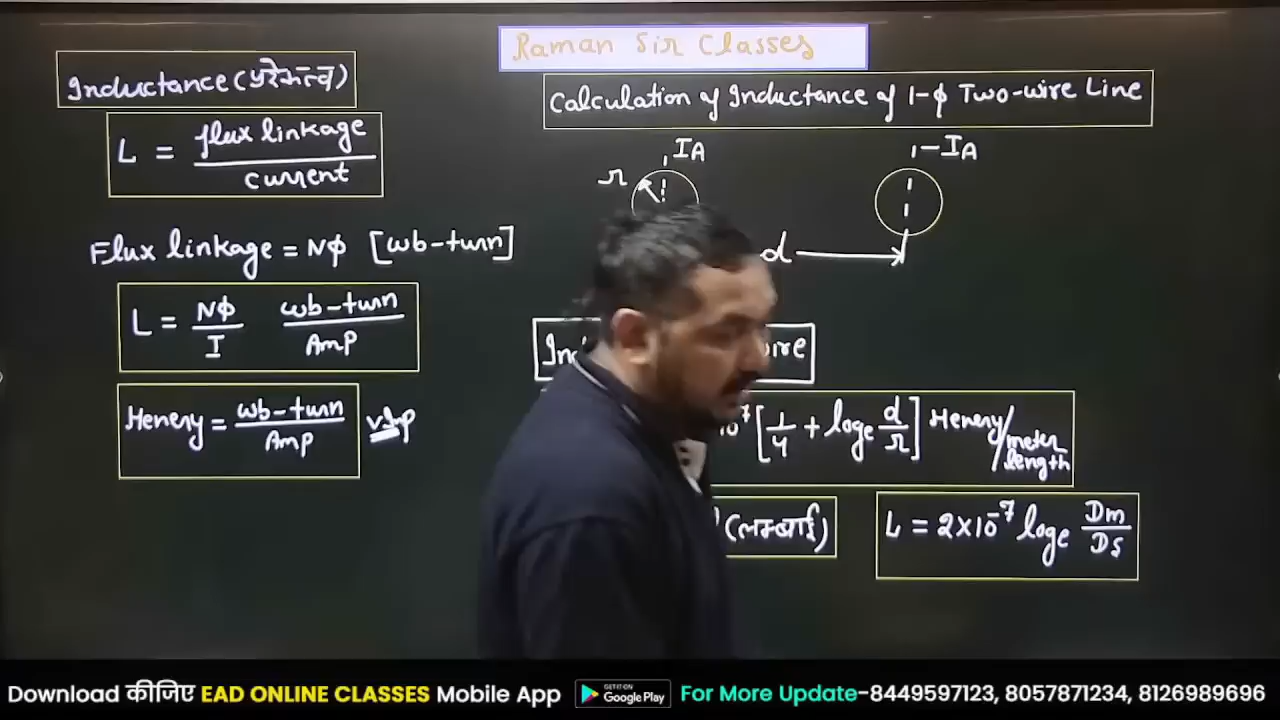 Raman Sir Classes
Inductance (प्रेरकत्व)
L = flux linkage / current
Flux linkage = Nφ [wb-turn]
L = Nφ / I wb-turn / Amp
Henery = wb-turn / Amp
vImp
Calculation of Inductance of 1-φ Two-wire Line
IA
-IA
r
d
[1/4 + loge d/r] Henery/meter length
(लम्बाई)
L = 2×10⁻⁷ loge Dm/Ds
Download कीजिए EAD ONLINE CLASSES Mobile App GET IT ON Google Play For More Update-8449597123, 8057871234, 8126989696